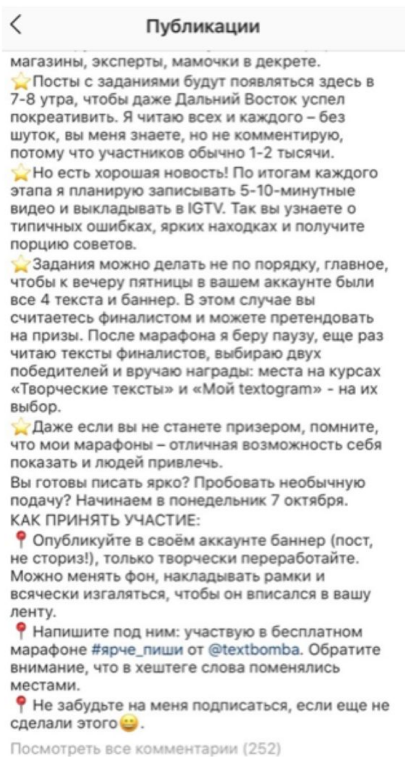 Публикации
магазины, эксперты, мамочки в декрете.
⭐Посты с заданиями будут появляться здесь в
7-8 утра, чтобы даже Дальний Восток успел
покреативить. Я читаю всех и каждого – без
шуток, вы меня знаете, но не комментирую,
потому что участников обычно 1-2 тысячи.
⭐Но есть хорошая новость! По итогам каждого
этапа я планирую записывать 5-10-минутные
видео и выкладывать в IGTV. Так вы узнаете о
типичных ошибках, ярких находках и получите
порцию советов.
⭐Задания можно делать не по порядку, главное,
чтобы к вечеру пятницы в вашем аккаунте были
все 4 текста и баннер. В этом случае вы
считаетесь финалистом и можете претендовать
на призы. После марафона я беру паузу, еще раз
читаю тексты финалистов, выбираю двух
победителей и вручаю награды: места на курсах
«Творческие тексты» и «Мой textogram» - на их
выбор.
⭐Даже если вы не станете призером, помните,
что мои марафоны – отличная возможность себя
показать и людей привлечь.
Вы готовы писать ярко? Пробовать необычную
подачу? Начинаем в понедельник 7 октября.
КАК ПРИНЯТЬ УЧАСТИЕ:
📍 Опубликуйте в своём аккаунте баннер (пост,
не сториз!), только творчески переработайте.
Можно менять фон, накладывать рамки и
всячески изгаляться, чтобы он вписался в вашу
ленту.
📍 Напишите под ним: участвую в бесплатном
марафоне #ярче_пиши от @textbomba. Обратите
внимание, что в хештеге слова поменялись
местами.
📍 Не забудьте на меня подписаться, если еще не
сделали этого😀.
Посмотреть все комментарии (252)